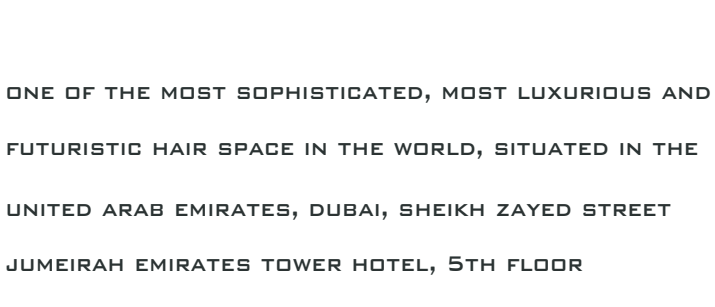 ONE OF THE MOST SOPHISTICATED, MOST LUXURIOUS AND
FUTURISTIC HAIR SPACE IN THE WORLD, SITUATED IN THE
UNITED ARAB EMIRATES, DUBAI, SHEIKH ZAYED STREET
JUMEIRAH EMIRATES TOWER HOTEL, 5TH FLOOR